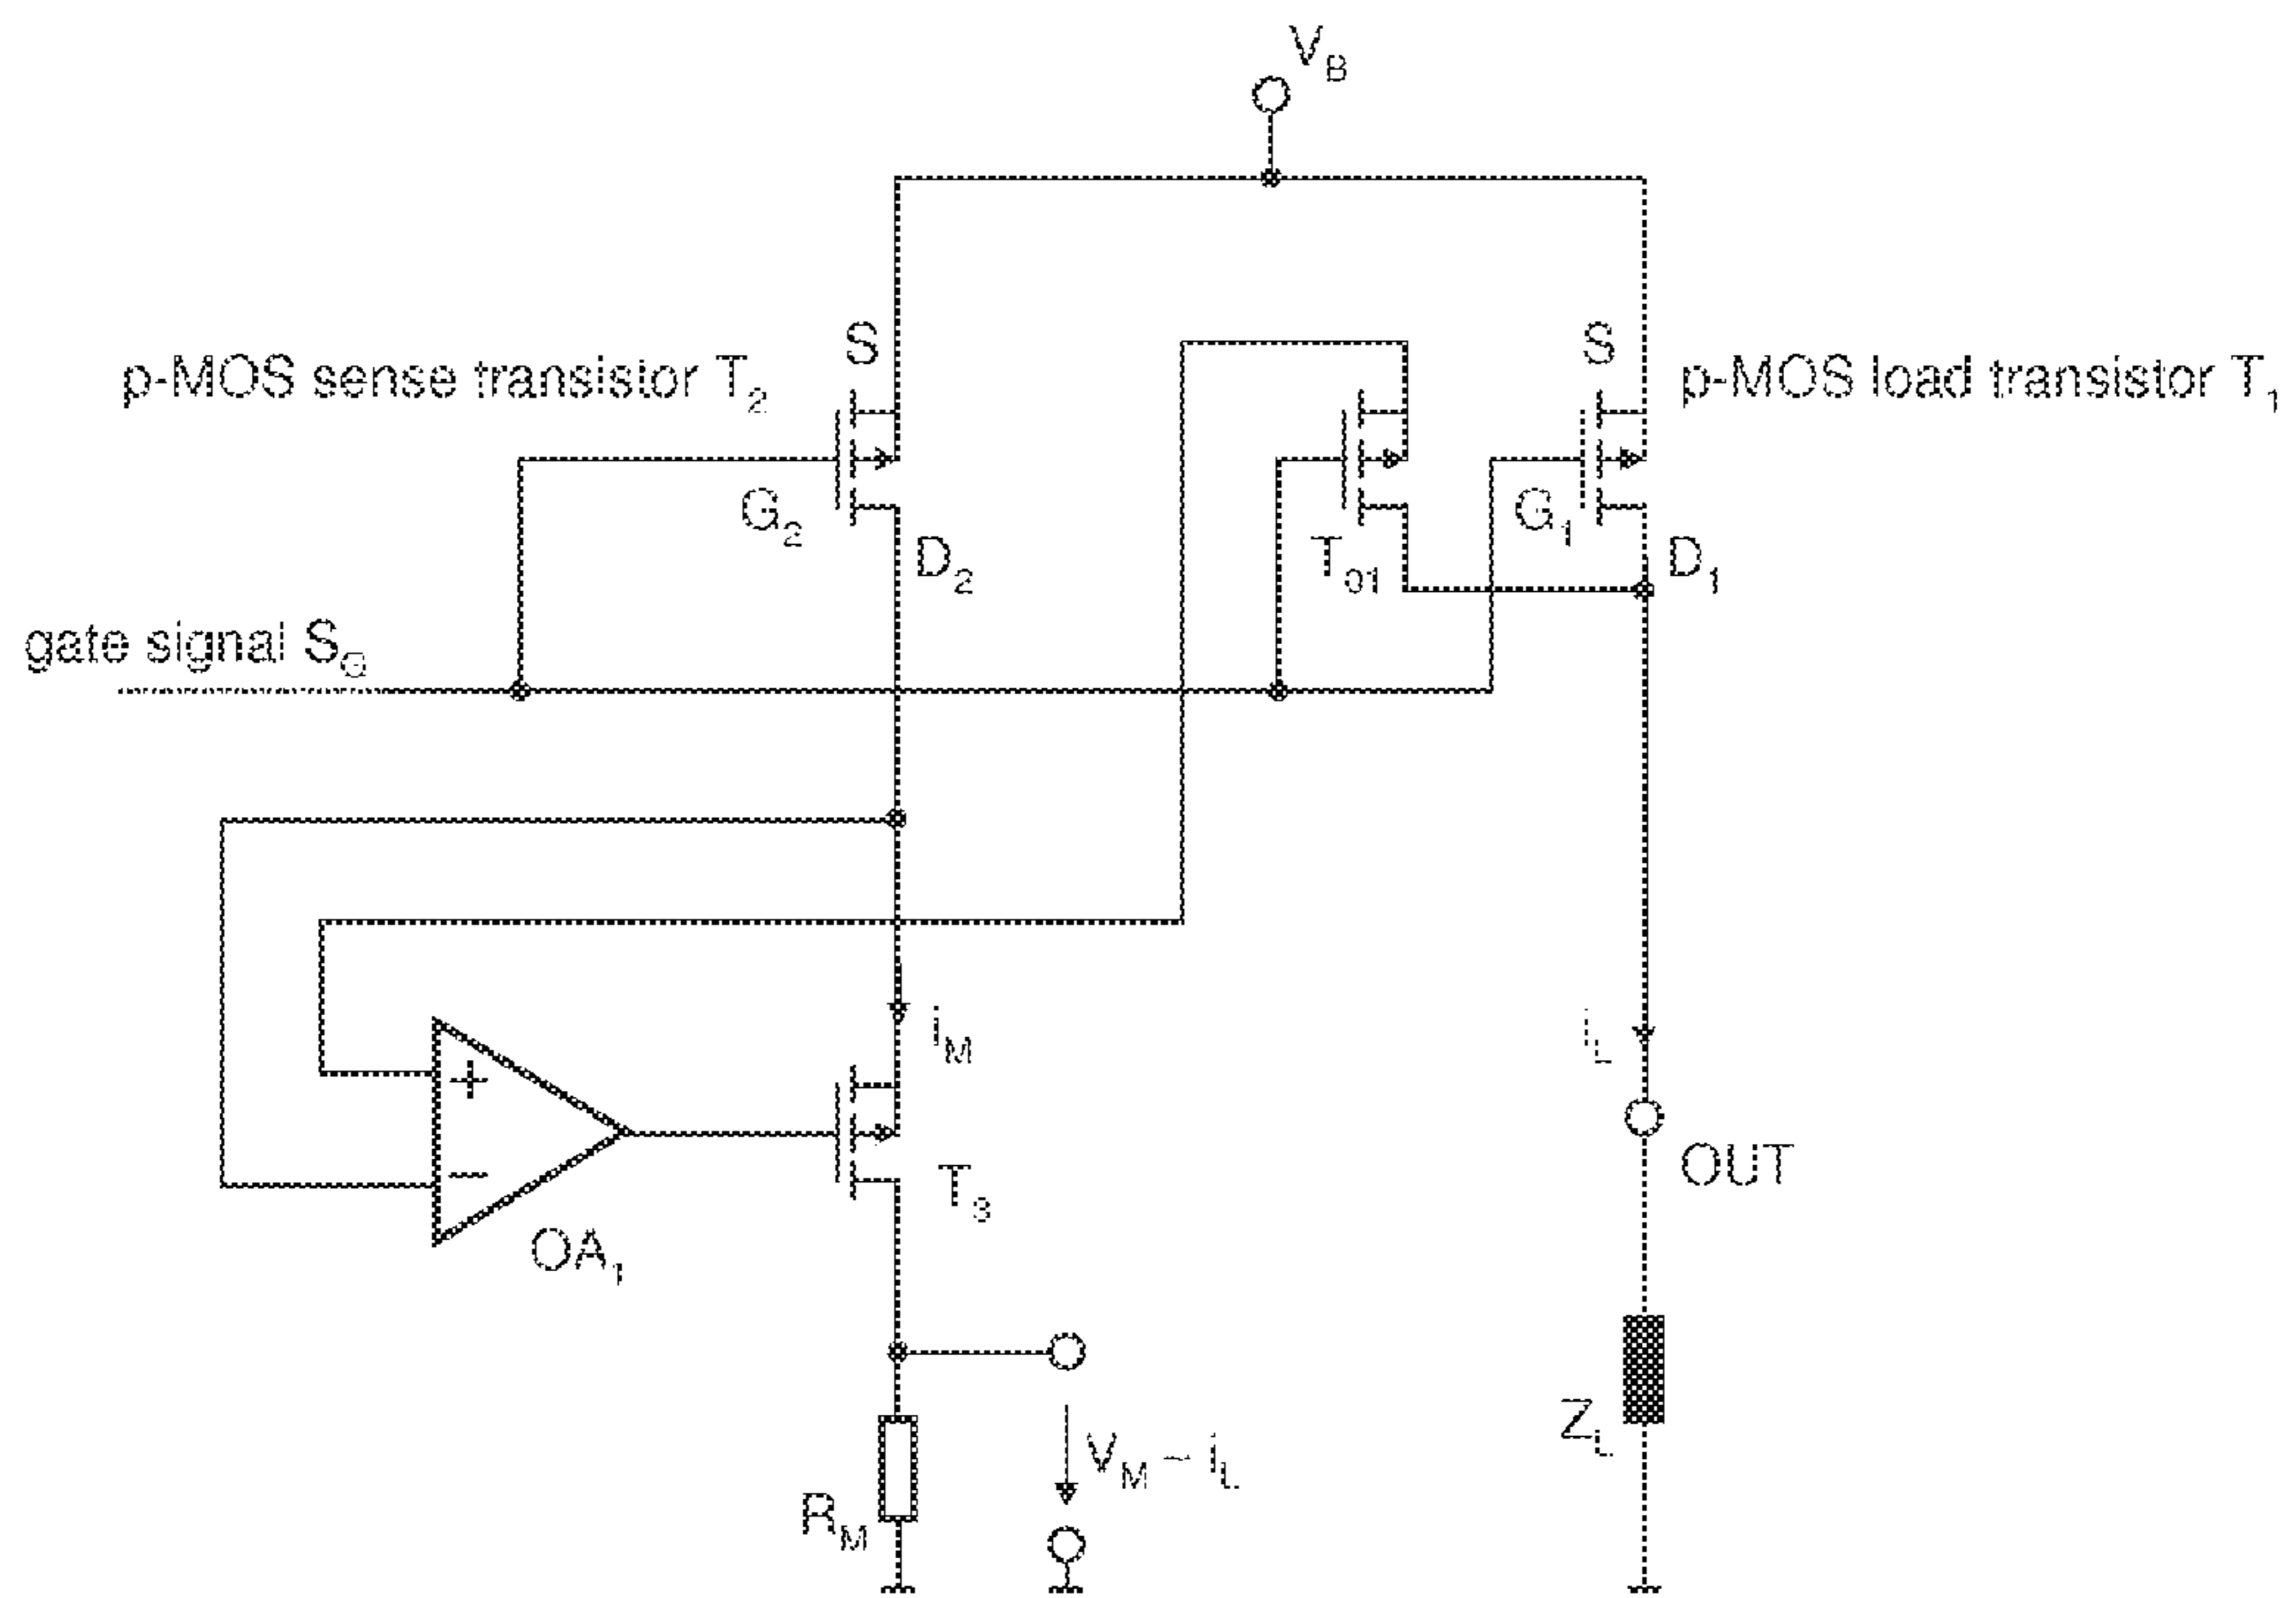 V_B
S
S
p-MOS sense transistor T_2
p-MOS load transistor T_1
G_2
G_1
D_2
T_01
D_1
gate signal S_G
i_M
i_L
+
−
OUT
T_3
OA_1
Z_L
V_M ~ i_L
R_M